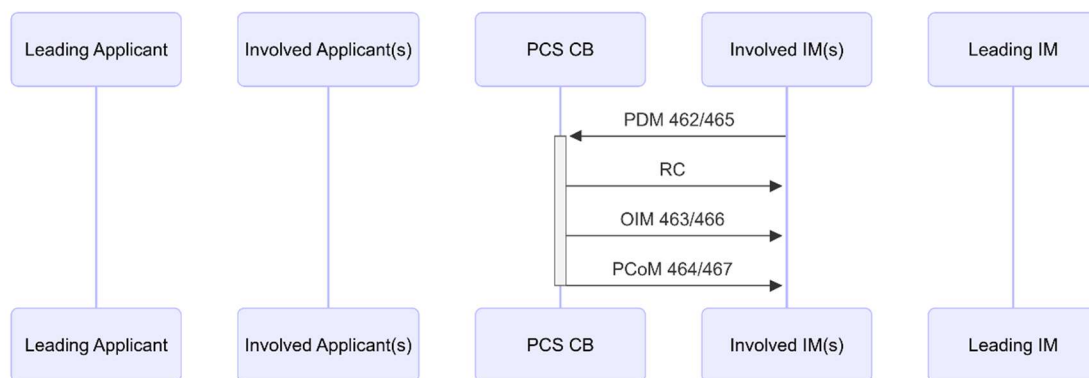 Leading Applicant
Involved Applicant(s)
PCS CB
Involved IM(s)
Leading IM
PDM 462/465
RC
OIM 463/466
PCoM 464/467
Leading Applicant
Involved Applicant(s)
PCS CB
Involved IM(s)
Leading IM